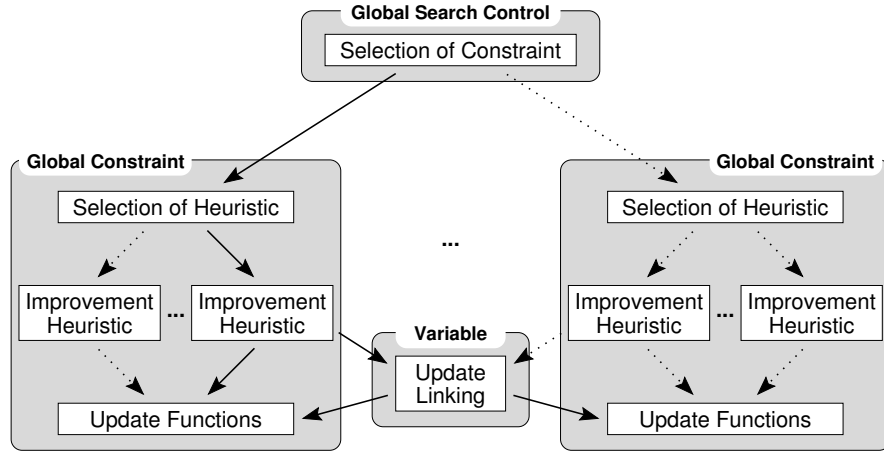 Global Search Control
Selection of Constraint
Global Constraint
Selection of Heuristic
Improvement
Heuristic
...
Improvement
Heuristic
Update Functions
...
Variable
Update
Linking
Global Constraint
Selection of Heuristic
Improvement
Heuristic
...
Improvement
Heuristic
Update Functions